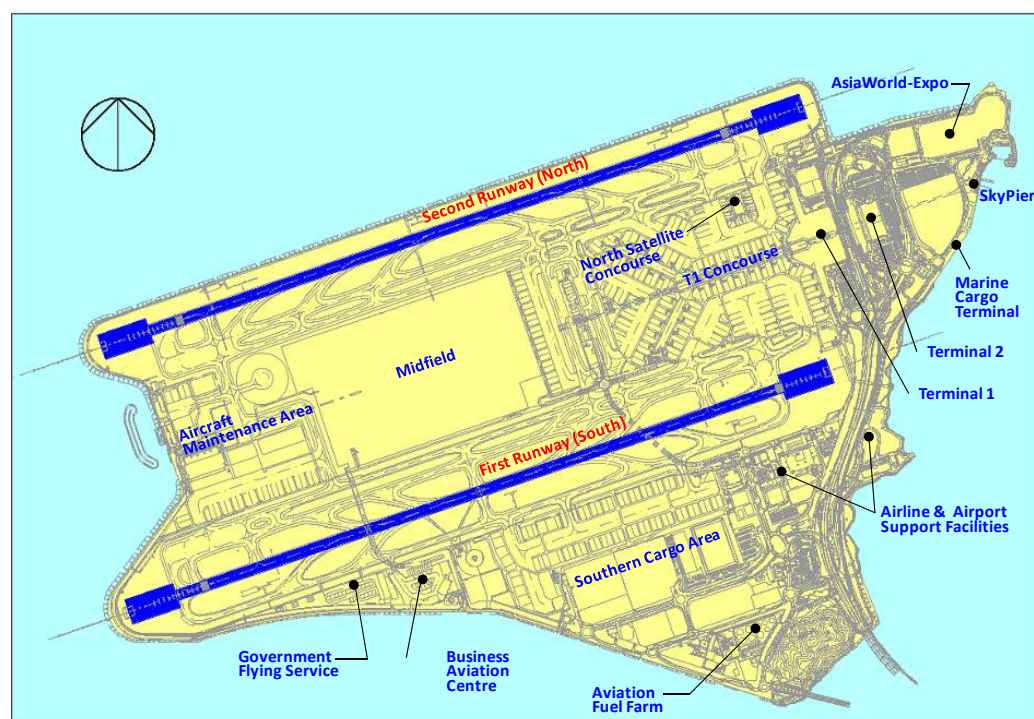 AsiaWorld-Expo
Second Runway (North)
SkyPier
North Satellite
Concourse
T1 Concourse
Marine
Cargo
Terminal
Midfield
Terminal 2
Terminal 1
Aircraft
Maintenance Area
First Runway (South)
Airline & Airport
Support Facilities
Southern Cargo Area
Government
Flying Service
Business
Aviation
Centre
Aviation
Fuel Farm